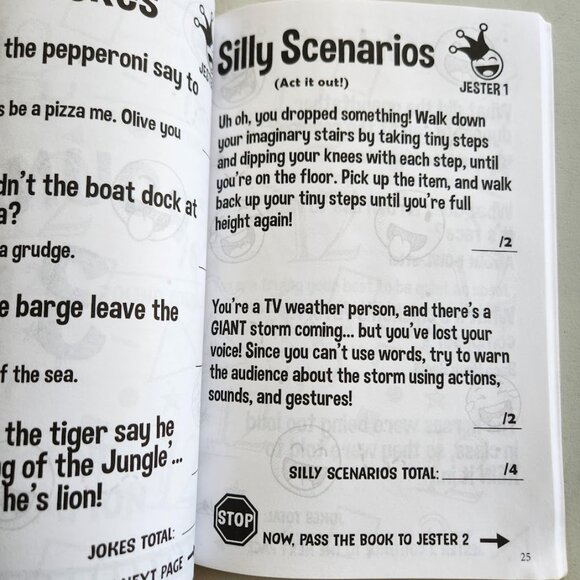 the pepperoni say to
be a pizza me. Olive you
the boat dock at
a grudge.
barge leave the
of the sea.
the tiger say he
of the Jungle'...
he's lion!
JOKES TOTAL:
NEXT PAGE
Silly Scenarios
(Act it out!)
JESTER 1
Uh oh, you dropped something! Walk down
your imaginary stairs by taking tiny steps
and dipping your knees with each step, until
you're on the floor. Pick up the item, and walk
back up your tiny steps until you're full
height again!
/2
You're a TV weather person, and there's a
GIANT storm coming... but you've lost your
voice! Since you can't use words, try to warn
the audience about the storm using actions,
sounds, and gestures!
/2
SILLY SCENARIOS TOTAL: /4
STOP
NOW, PASS THE BOOK TO JESTER 2
25